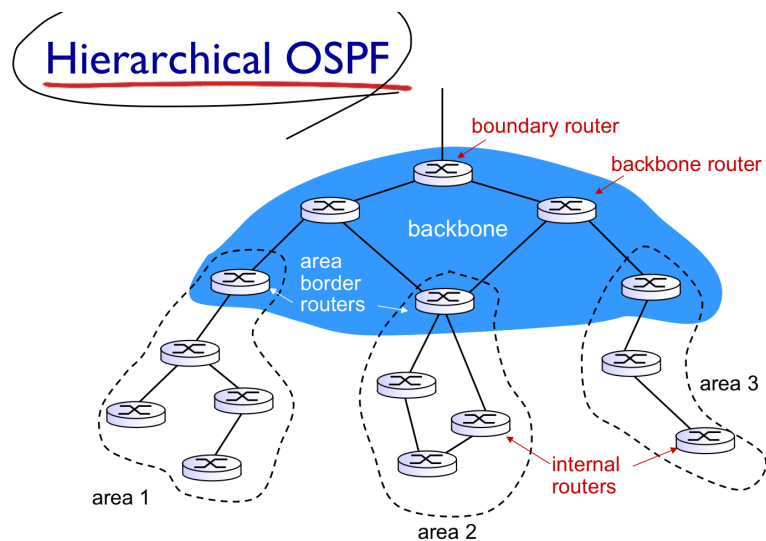 Hierarchical OSPF
boundary router
backbone router
backbone
area
border
routers
area 3
internal
routers
area 1
area 2